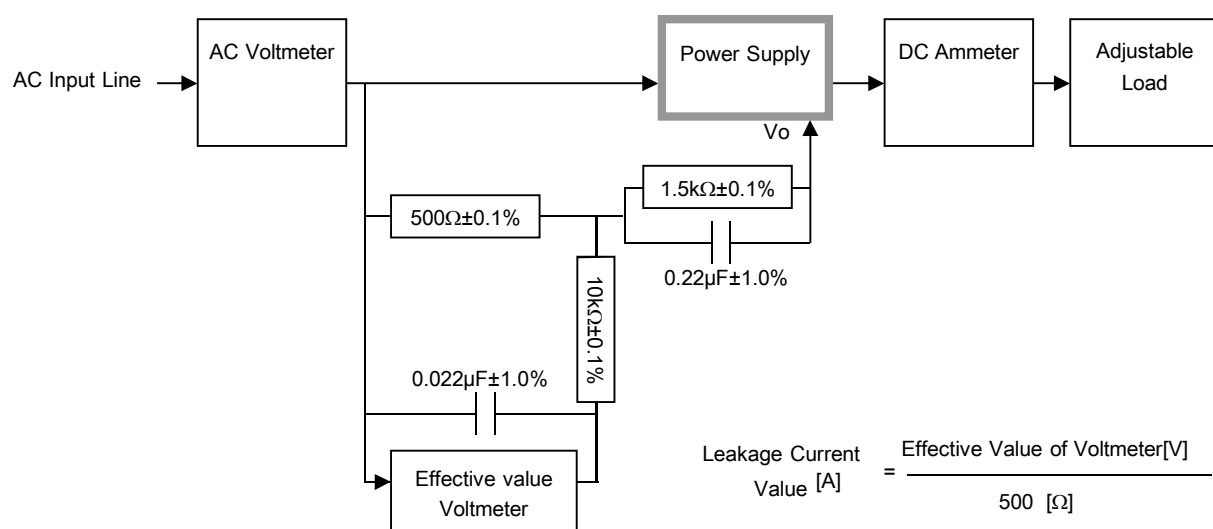 AC Input Line
AC Voltmeter
Power Supply
DC Ammeter
Adjustable
Load
Vo
1.5kΩ±0.1%
500Ω±0.1%
0.22µF±1.0%
10kΩ±0.1%
0.022µF±1.0%
Effective value
Voltmeter
Leakage Current
Value [A]
=
Effective Value of Voltmeter[V]
500 [Ω]